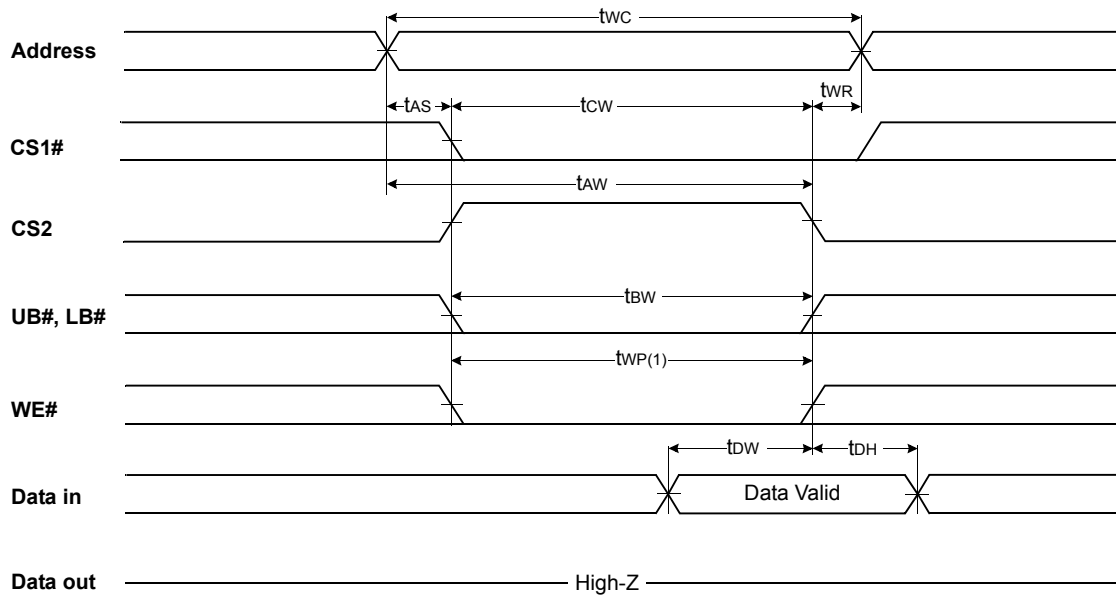 tWC
Address
tAS
tCW
tWR
CS1#
tAW
CS2
tBW
UB#, LB#
tWP(1)
WE#
tDW
tDH
Data in
Data Valid
Data out
High-Z